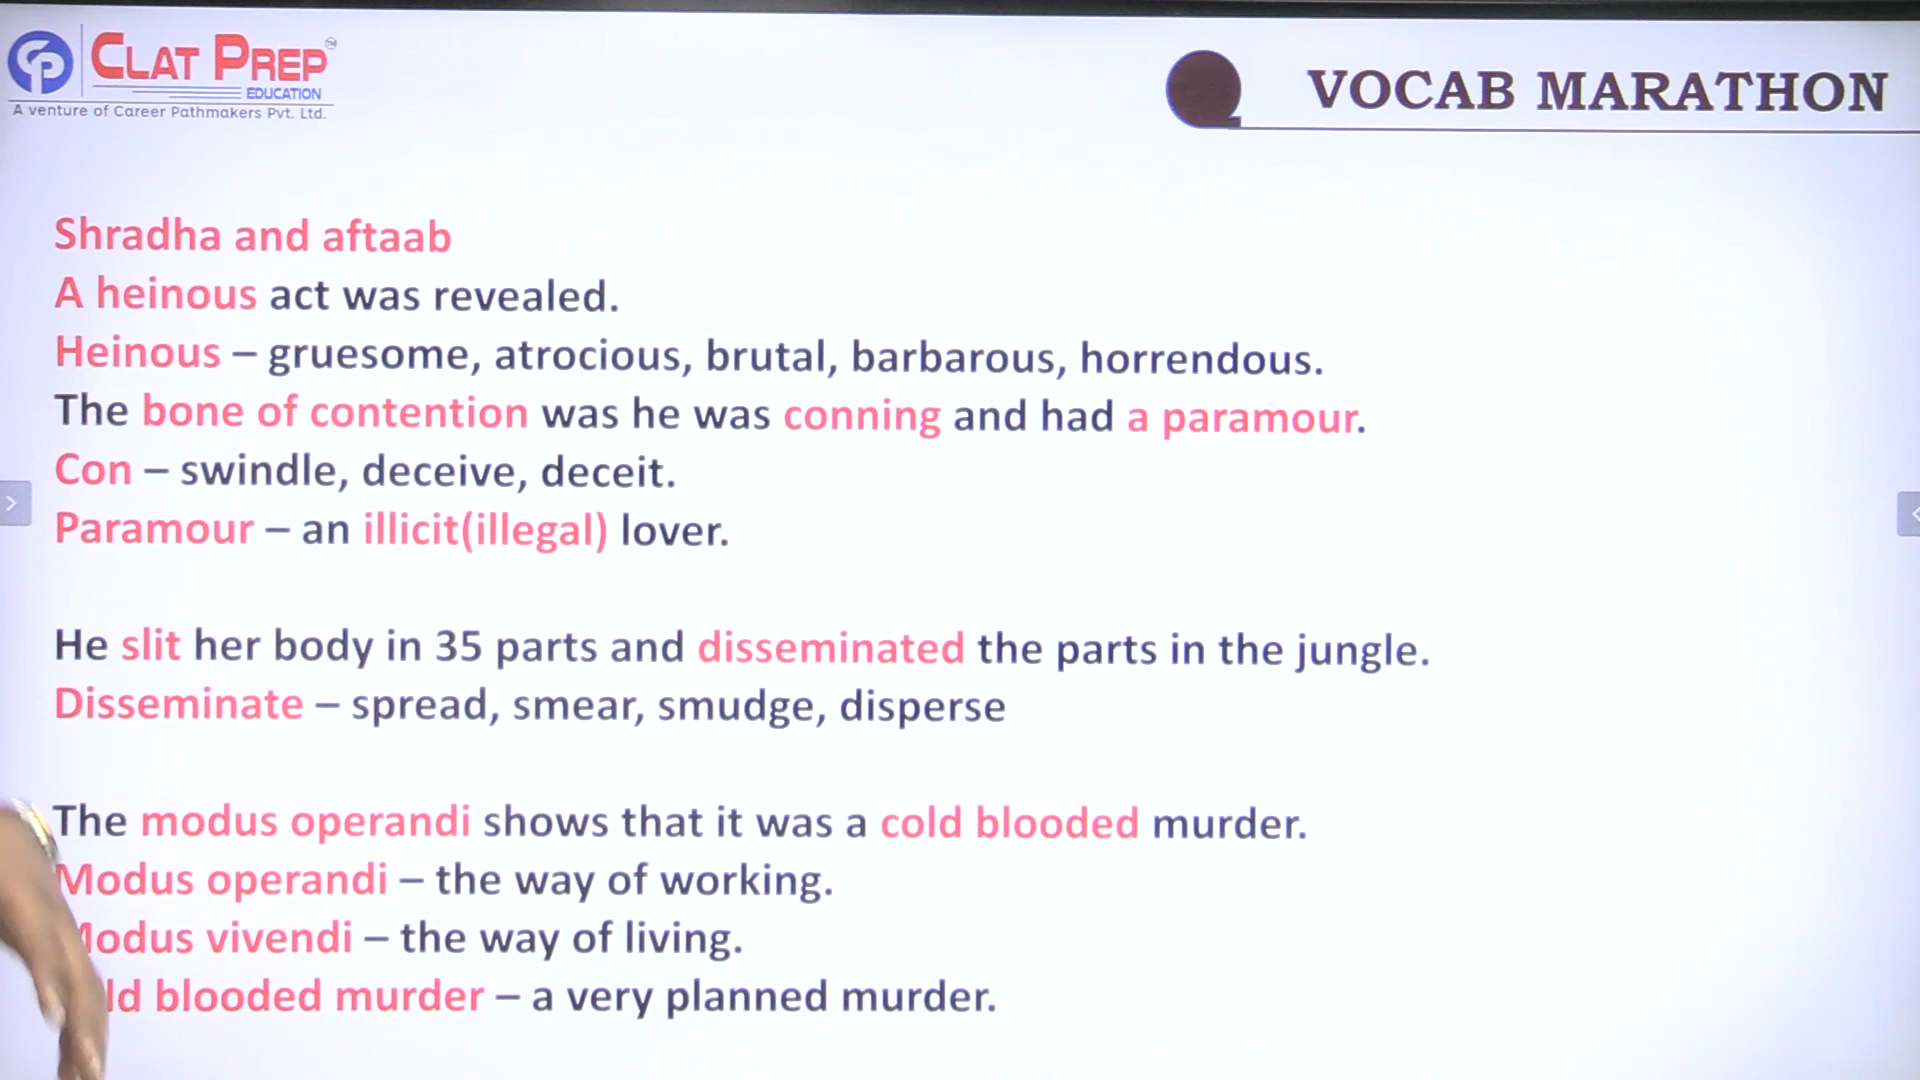 CLAT PREP TM
EDUCATION
A venture of Career Pathmakers Pvt. Ltd.
VOCAB MARATHON
Shradha and aftaab
A heinous act was revealed.
Heinous – gruesome, atrocious, brutal, barbarous, horrendous.
The bone of contention was he was conning and had a paramour.
Con – swindle, deceive, deceit.
Paramour – an illicit(illegal) lover.
He slit her body in 35 parts and disseminated the parts in the jungle.
Disseminate – spread, smear, smudge, disperse
The modus operandi shows that it was a cold blooded murder.
Modus operandi – the way of working.
Modus vivendi – the way of living.
ld blooded murder – a very planned murder.